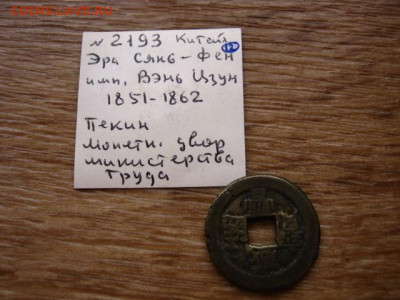 № 2193 Китай
Эра Сянь-Фен
имп. Вэнь Цзун
1851-1862
Пекин
Монетн. двор
министерства
Труда